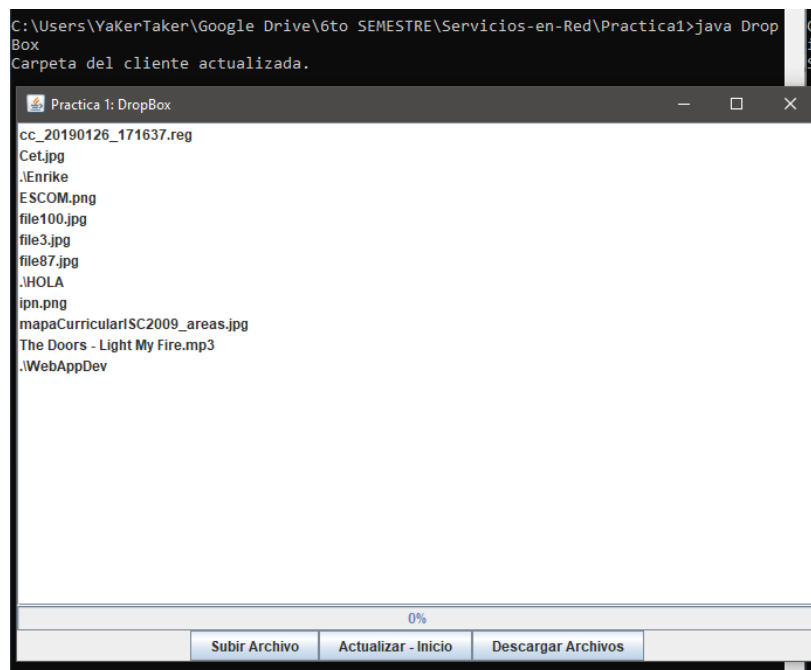 C:\Users\YaKerTaker\Google Drive\6to SEMESTRE\Servicios-en-Red\Practica1>java Drop
Box
Carpeta del cliente actualizada.
Practica 1: DropBox
cc_20190126_171637.reg
Cet.jpg
.\Enrike
ESCOM.png
file100.jpg
file3.jpg
file87.jpg
.\HOLA
ipn.png
mapaCurricularISC2009_areas.jpg
The Doors - Light My Fire.mp3
.\WebAppDev
0%
Subir Archivo
Actualizar - Inicio
Descargar Archivos